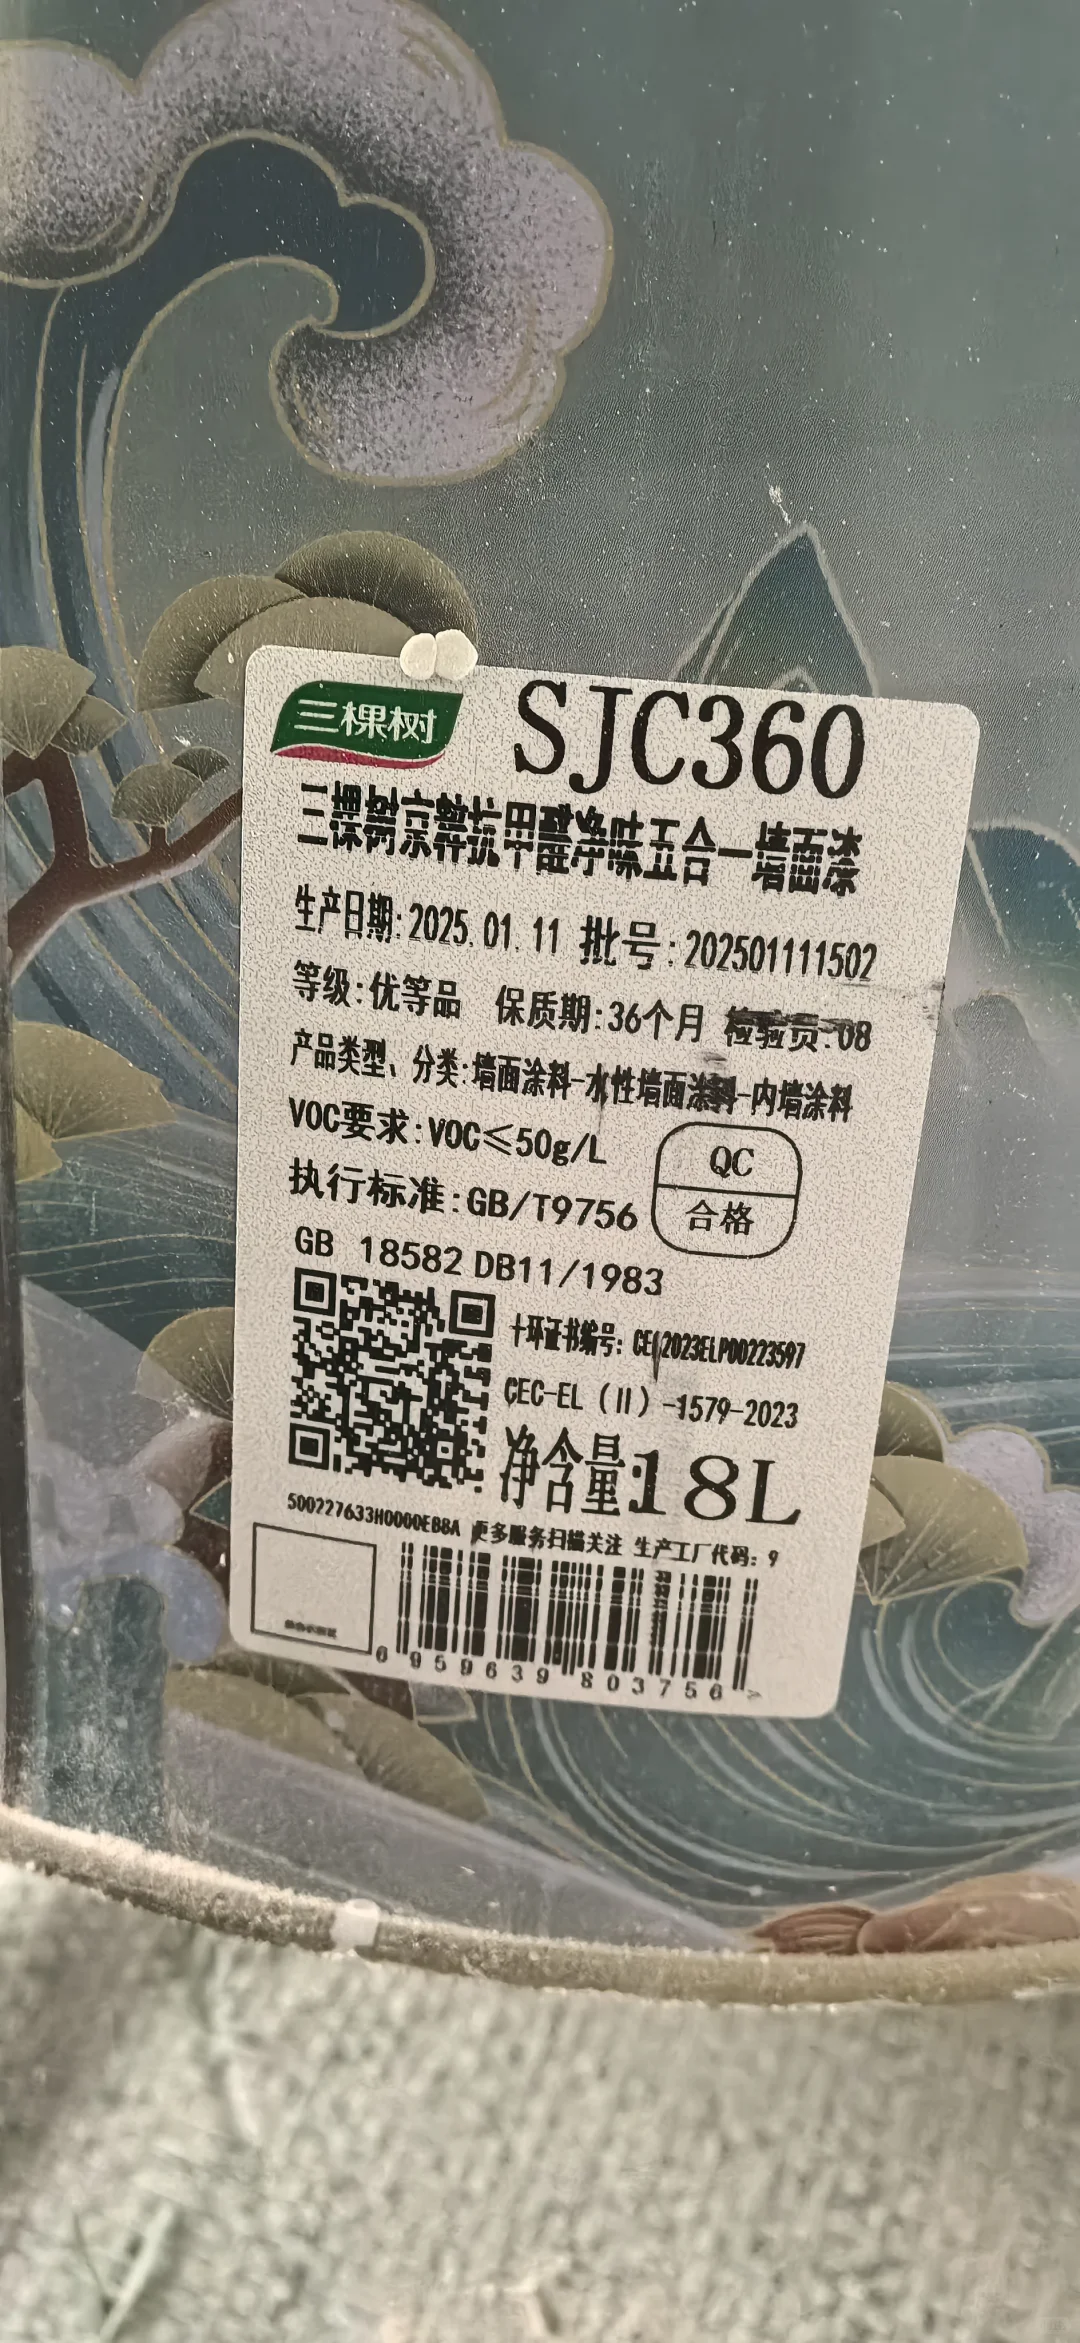 三棵树
SJC360
三棵树京粹抗甲醛净味五合一墙面漆
生产日期:2025.01.11 批号:202501111502
等级:优等品 保质期:36个月 检验员:08
产品类型、分类:墙面涂料-水性墙面涂料-内墙涂料
VOC要求:VOC≤50g/L
QC
合格
执行标准:GB/T9756
GB 18582 DB11/1983
十环证书编号: CEC2023ELP00223597
CEC-EL（II）-1579-2023
净含量:18L
500227633H0000EB8A 更多服务扫描关注 生产工厂代码: 9
6 959639 803756 >